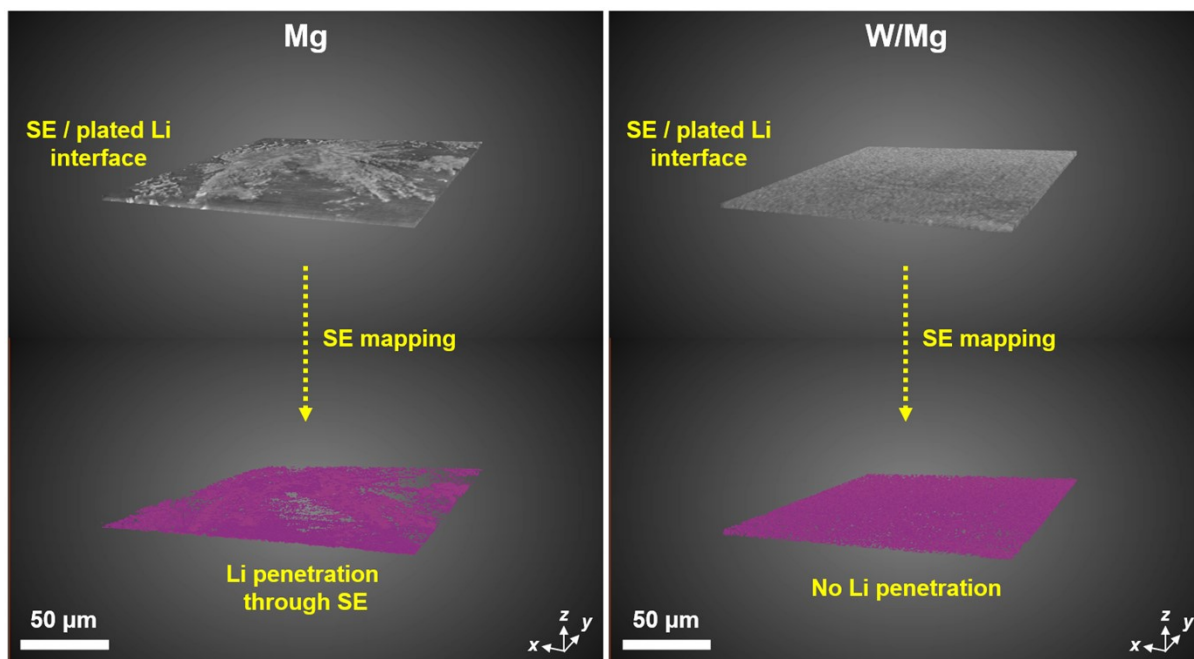 Mg
SE / plated Li
interface
SE mapping
Li penetration
through SE
50 µm
z
y
x
W/Mg
SE / plated Li
interface
SE mapping
No Li penetration
50 µm
z
y
x